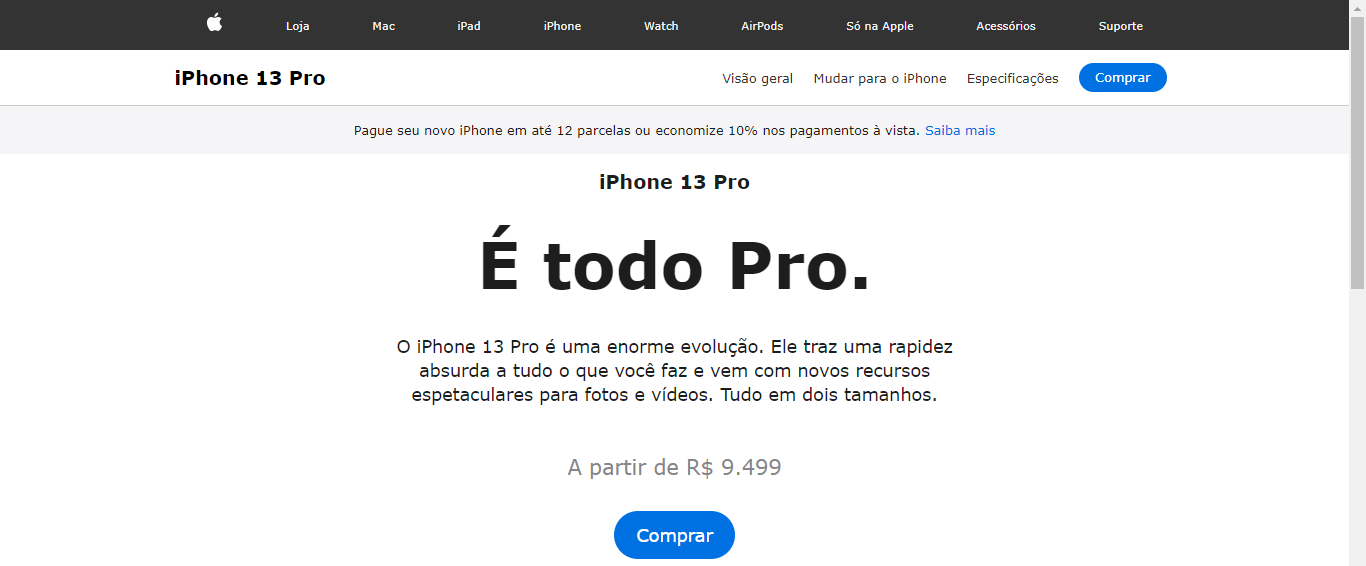 Loja Mac iPad iPhone Watch AirPods Só na Apple Acessórios Suporte
iPhone 13 Pro Visão geral Mudar para o iPhone Especificações Comprar
Pague seu novo iPhone em até 12 parcelas ou economize 10% nos pagamentos à vista. Saiba mais
iPhone 13 Pro
É todo Pro.
O iPhone 13 Pro é uma enorme evolução. Ele traz uma rapidez
absurda a tudo o que você faz e vem com novos recursos
espetaculares para fotos e vídeos. Tudo em dois tamanhos.
A partir de R$ 9.499
Comprar